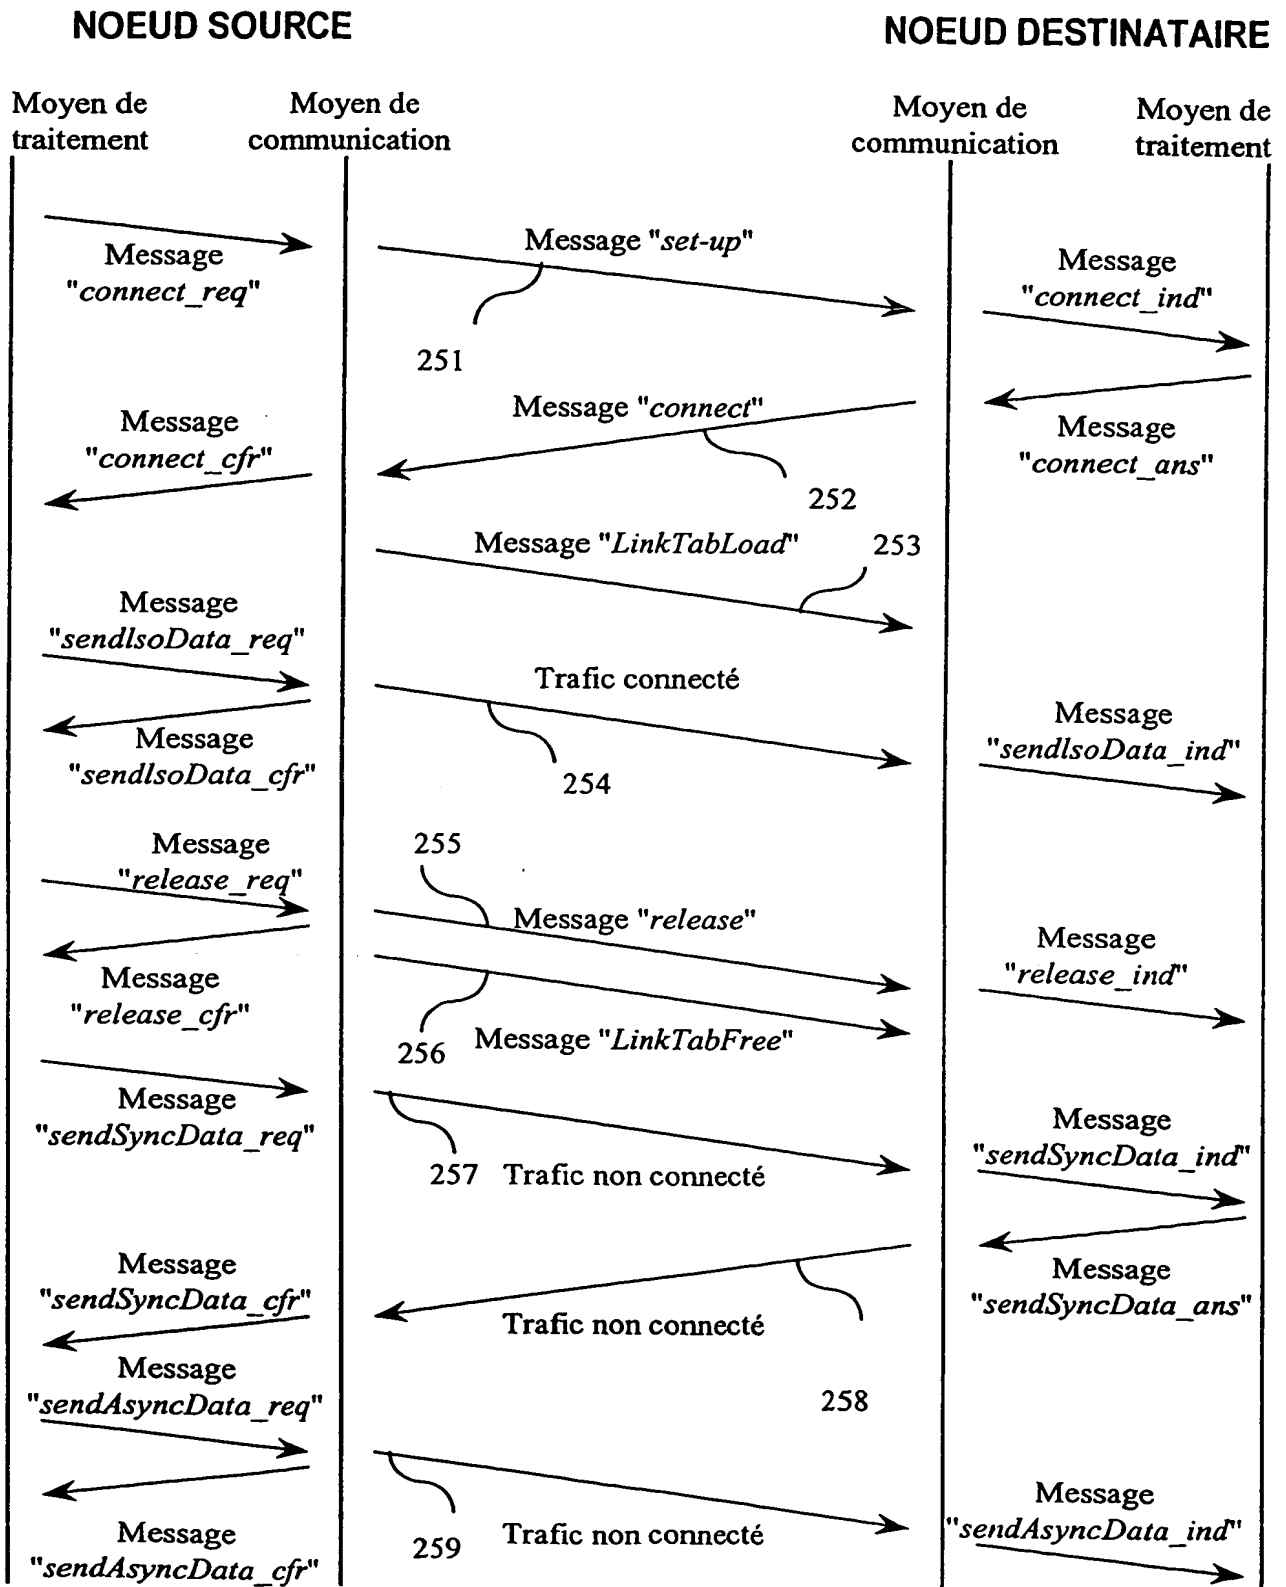 NOEUD SOURCE
NOEUD DESTINATAIRE
Moyen de
traitement
Moyen de
communication
Moyen de
communication
Moyen de
traitement
Message
"connect_req"
Message "set-up"
251
Message
"connect_ind"
Message "connect"
252
Message
"connect_cfr"
Message
"connect_ans"
Message "LinkTabLoad"
253
Message
"sendIsoData_req"
Trafic connecté
254
Message
"sendIsoData_cfr"
Message
"sendIsoData_ind"
Message
"release_req"
255
Message "release"
Message
"release_ind"
Message
"release_cfr"
256
Message "LinkTabFree"
Message
"sendSyncData_req"
257
Trafic non connecté
Message
"sendSyncData_ind"
Message
"sendSyncData_cfr"
Trafic non connecté
258
Message
"sendSyncData_ans"
Message
"sendAsyncData_req"
Message
"sendAsyncData_cfr"
259
Trafic non connecté
Message
"sendAsyncData_ind"